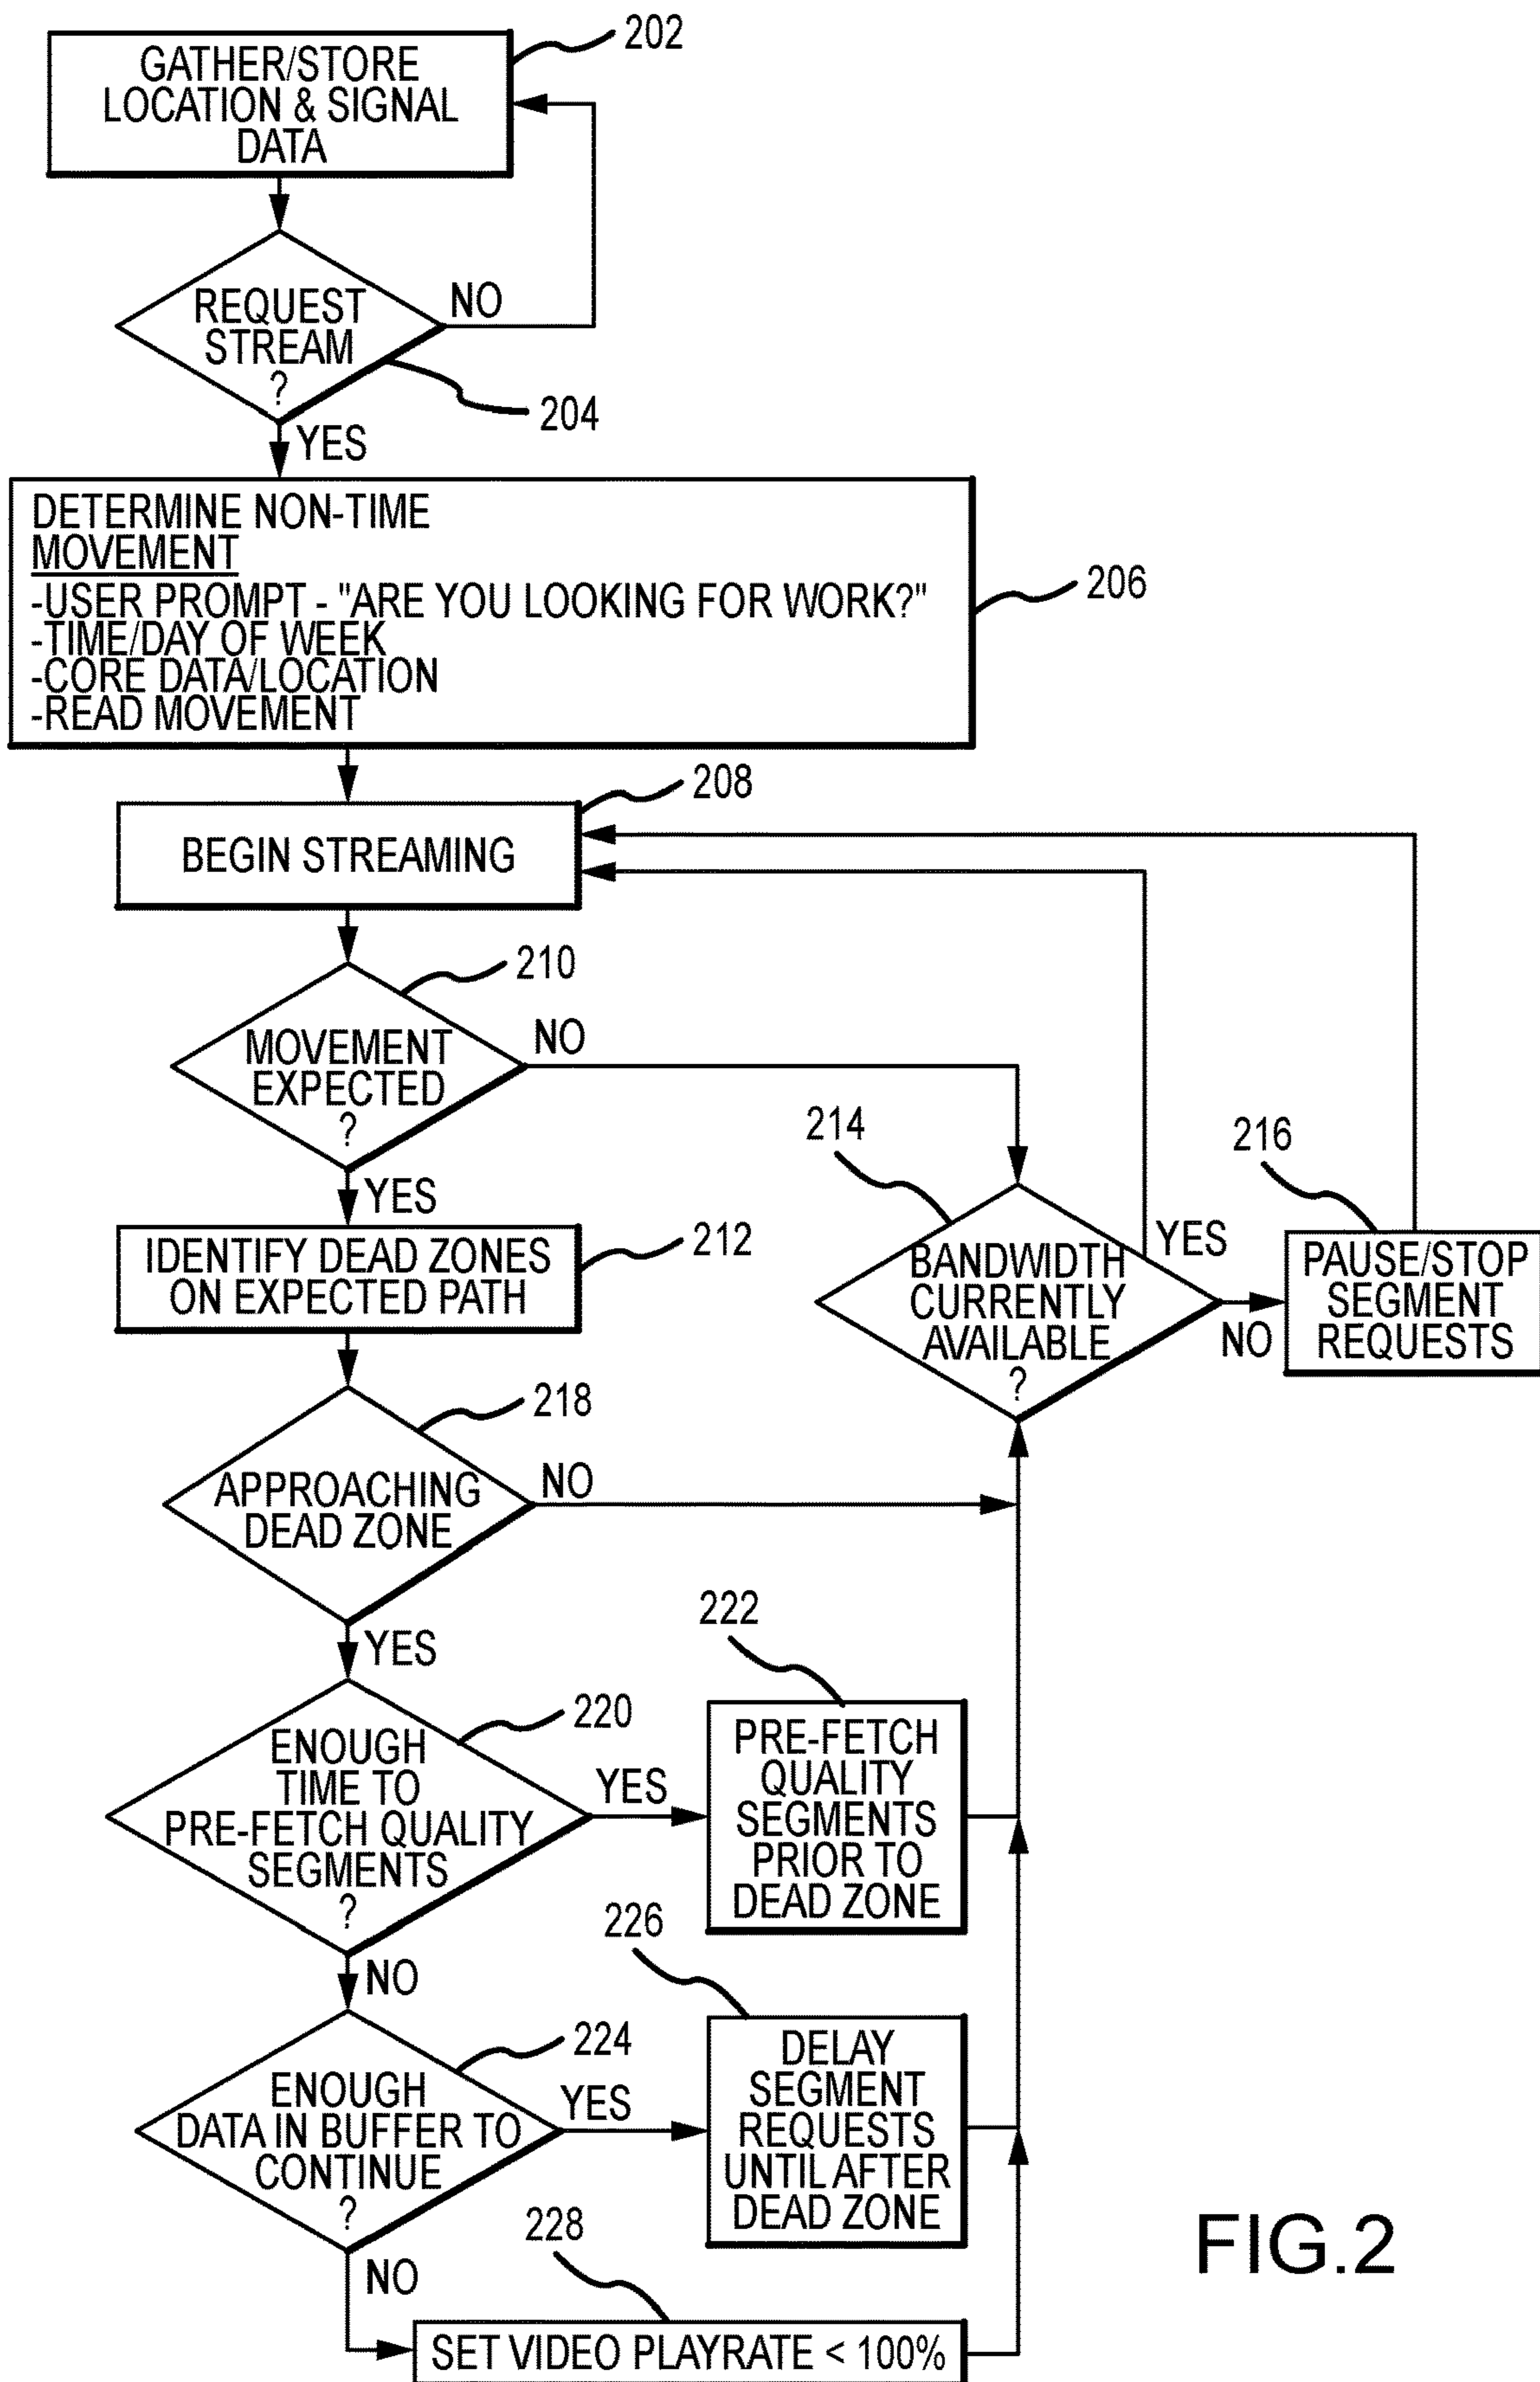 202
GATHER/STORE
LOCATION & SIGNAL
DATA
REQUEST
STREAM
?
NO
204
YES
DETERMINE NON-TIME
MOVEMENT
-USER PROMPT - "ARE YOU LOOKING FOR WORK?"
-TIME/DAY OF WEEK
-CORE DATA/LOCATION
-READ MOVEMENT
206
208
BEGIN STREAMING
210
MOVEMENT
EXPECTED
?
NO
YES
212
IDENTIFY DEAD ZONES
ON EXPECTED PATH
214
BANDWIDTH
CURRENTLY
AVAILABLE
?
YES
NO
216
PAUSE/STOP
SEGMENT
REQUESTS
218
APPROACHING
DEAD ZONE
NO
YES
220
ENOUGH
TIME TO
PRE-FETCH QUALITY
SEGMENTS
?
YES
NO
222
PRE-FETCH
QUALITY
SEGMENTS
PRIOR TO
DEAD ZONE
224
ENOUGH
DATA IN BUFFER TO
CONTINUE
?
YES
NO
226
DELAY
SEGMENT
REQUESTS
UNTIL AFTER
DEAD ZONE
228
SET VIDEO PLAYRATE < 100%
FIG.2